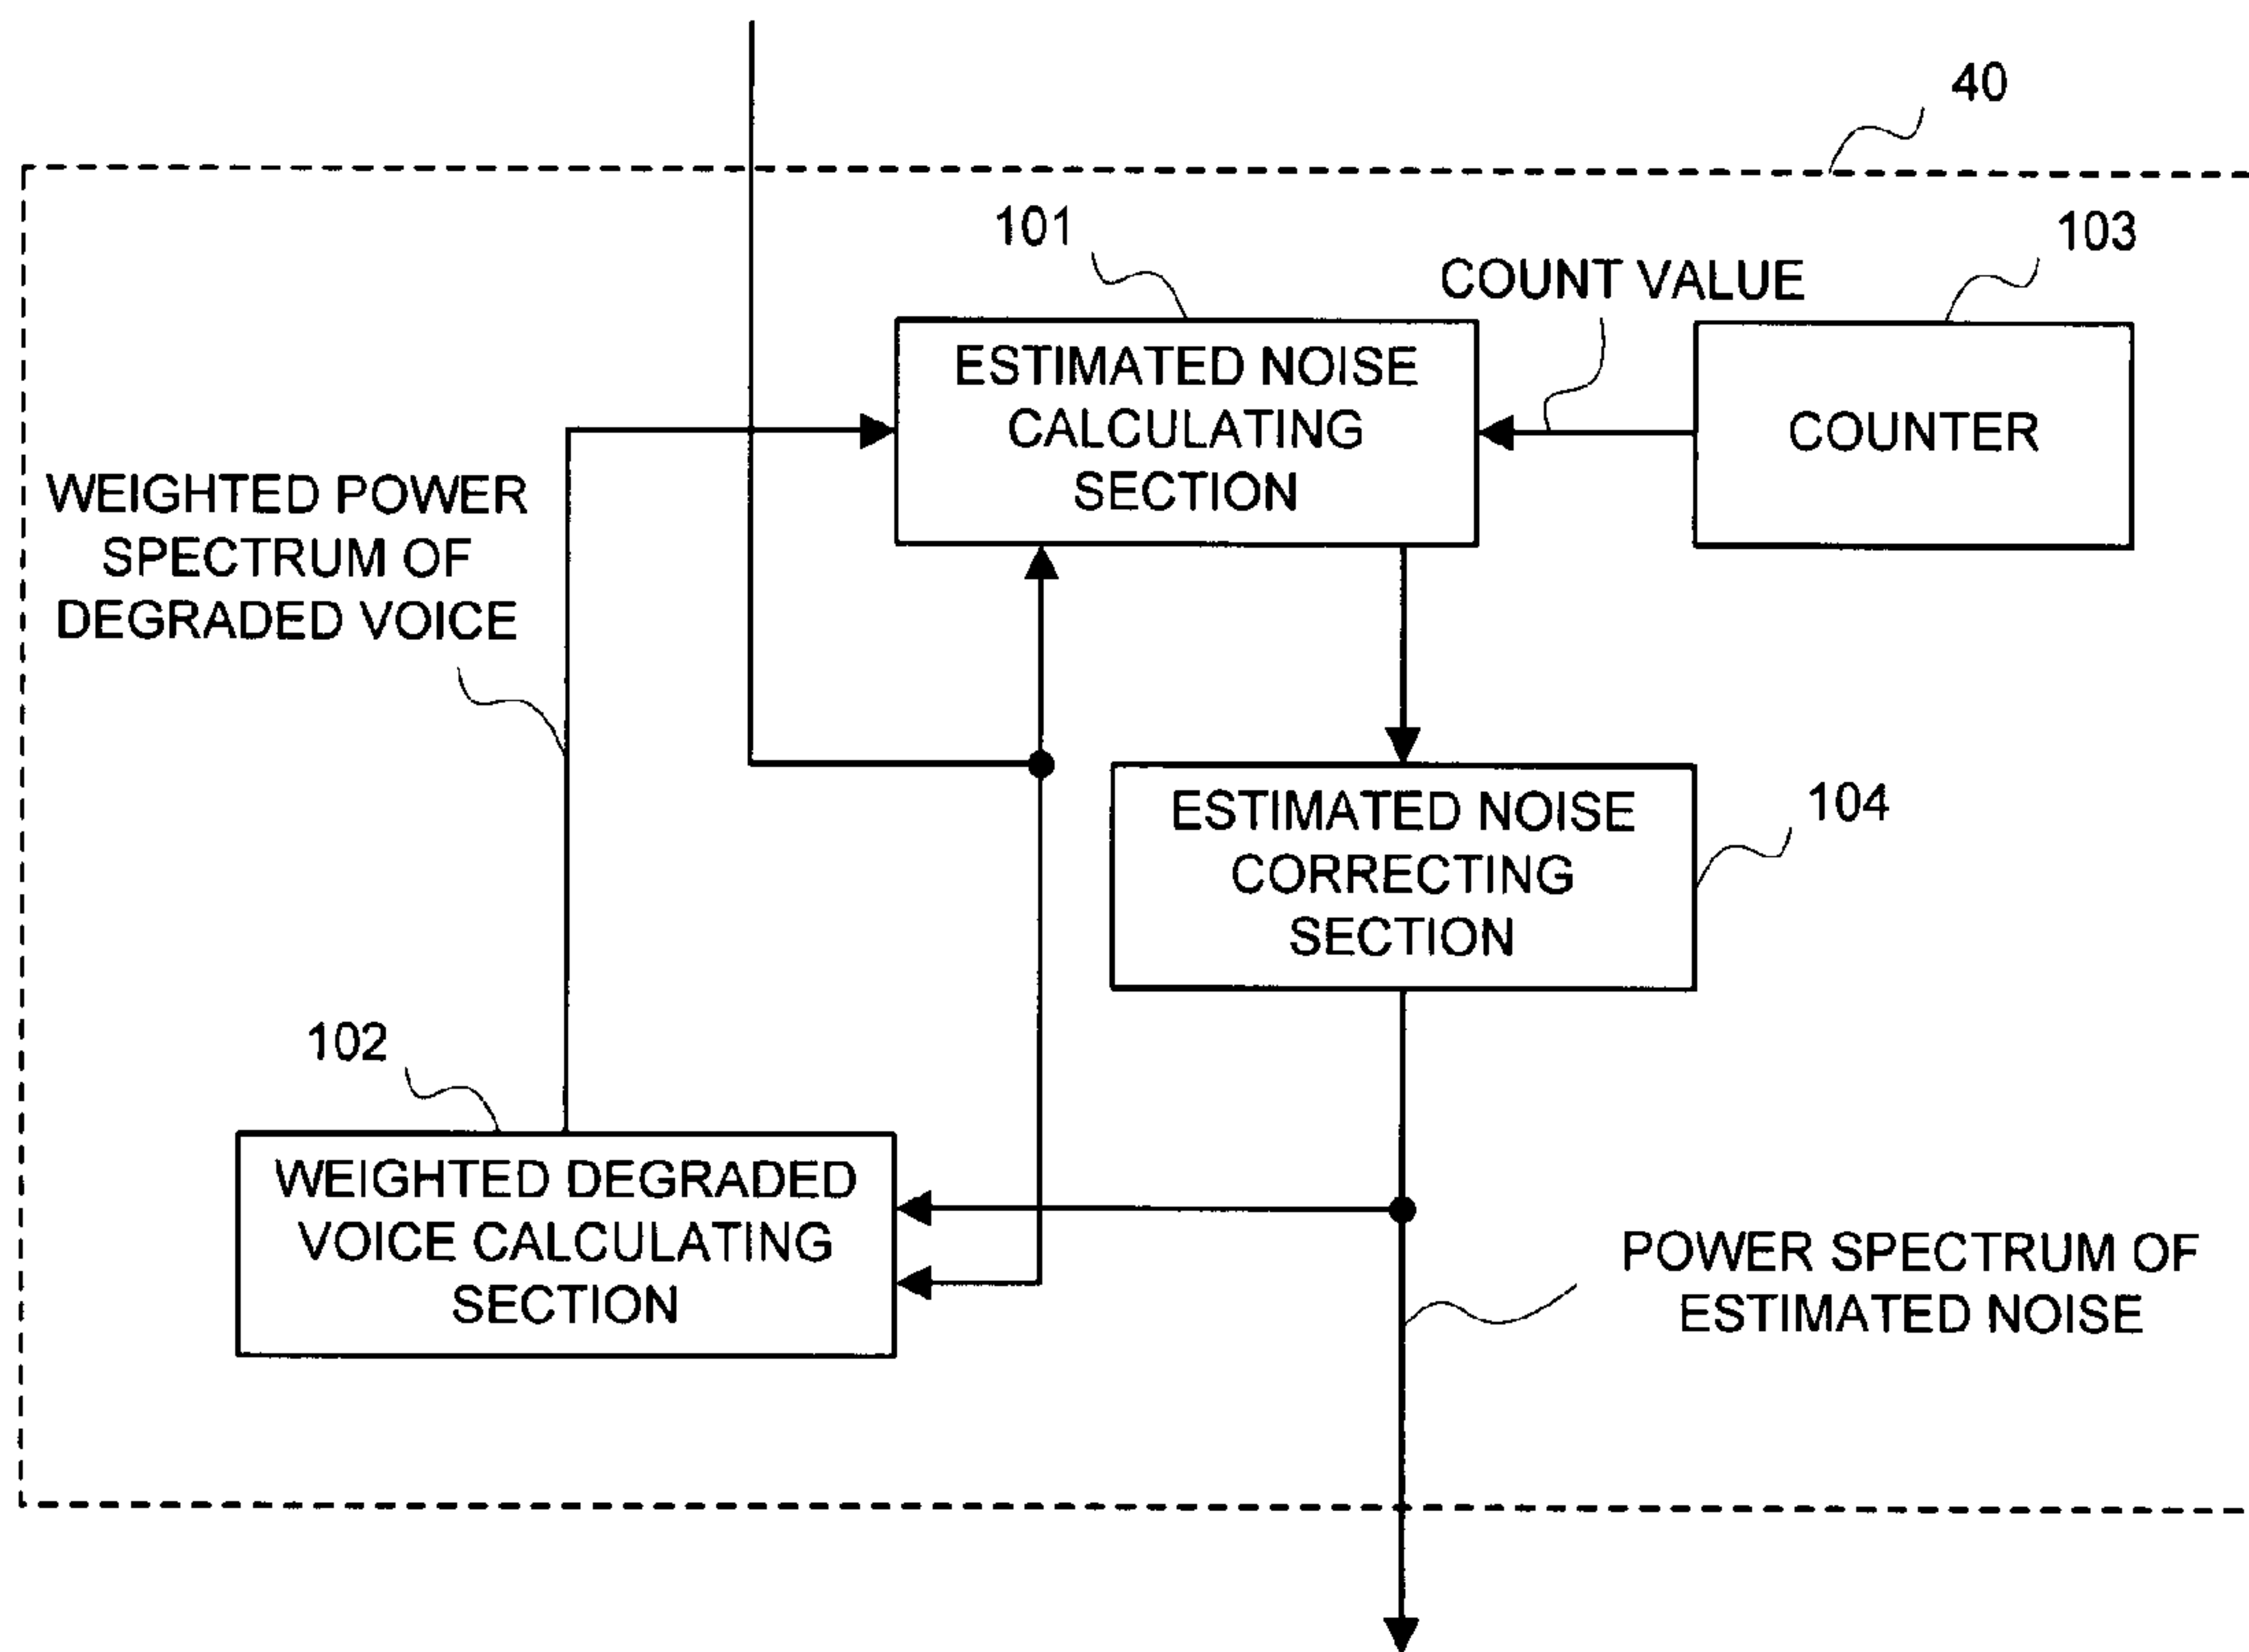 40
101
103
COUNT VALUE
ESTIMATED NOISE
CALCULATING
SECTION
COUNTER
WEIGHTED POWER
SPECTRUM OF
DEGRADED VOICE
ESTIMATED NOISE
CORRECTING
SECTION
104
102
WEIGHTED DEGRADED
VOICE CALCULATING
SECTION
POWER SPECTRUM OF
ESTIMATED NOISE